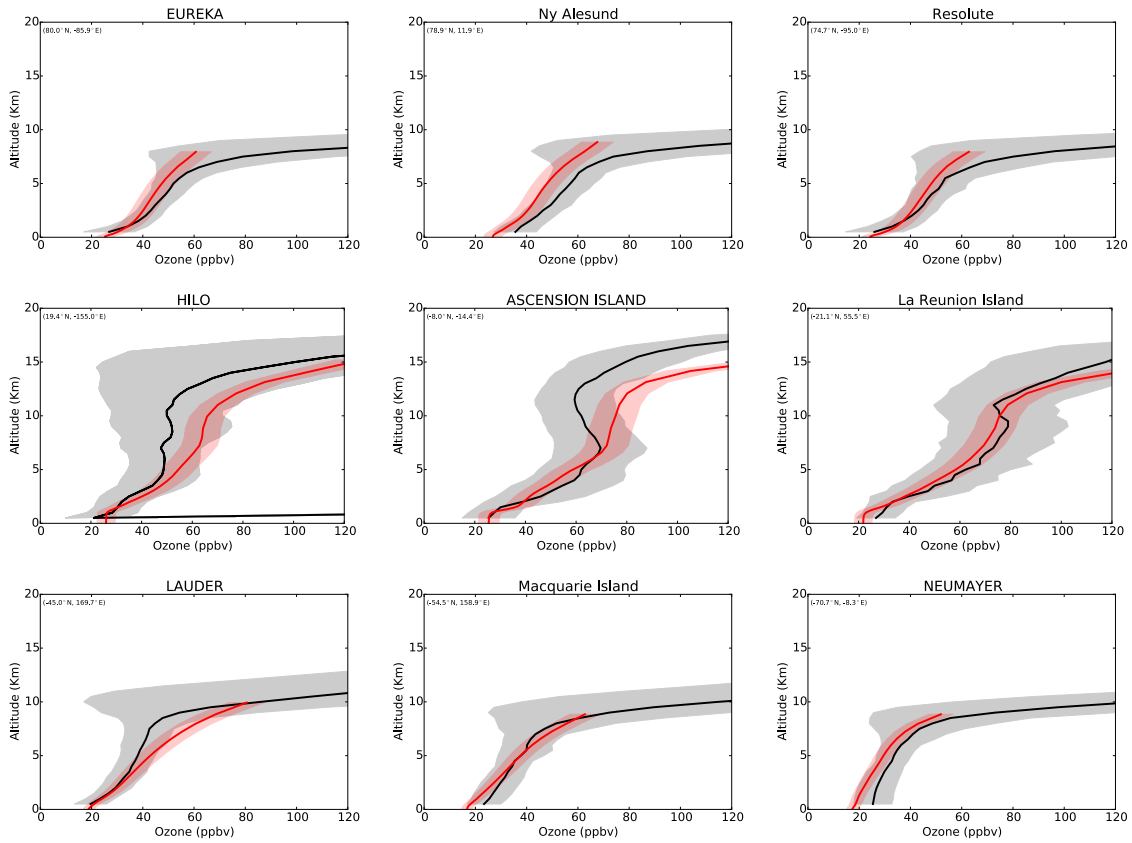 EUREKA
(80.0°N, -85.9°E)
20
15
10
5
0
Altitude (Km)
0 20 40 60 80 100 120
Ozone (ppbv)
Ny Alesund
(78.9°N, 11.9°E)
20
15
10
5
0
Altitude (Km)
0 20 40 60 80 100 120
Ozone (ppbv)
Resolute
(74.7°N, -95.0°E)
20
15
10
5
0
Altitude (Km)
0 20 40 60 80 100 120
Ozone (ppbv)
HILO
(19.4°N, -155.0°E)
20
15
10
5
0
Altitude (Km)
0 20 40 60 80 100 120
Ozone (ppbv)
ASCENSION ISLAND
(-8.0°N, -14.4°E)
20
15
10
5
0
Altitude (Km)
0 20 40 60 80 100 120
Ozone (ppbv)
La Reunion Island
(-21.1°N, 55.5°E)
20
15
10
5
0
Altitude (Km)
0 20 40 60 80 100 120
Ozone (ppbv)
LAUDER
(-45.0°N, 169.7°E)
20
15
10
5
0
Altitude (Km)
0 20 40 60 80 100 120
Ozone (ppbv)
Macquarie Island
(-54.5°N, 158.9°E)
20
15
10
5
0
Altitude (Km)
0 20 40 60 80 100 120
Ozone (ppbv)
NEUMAYER
(-70.7°N, -8.3°E)
20
15
10
5
0
Altitude (Km)
0 20 40 60 80 100 120
Ozone (ppbv)